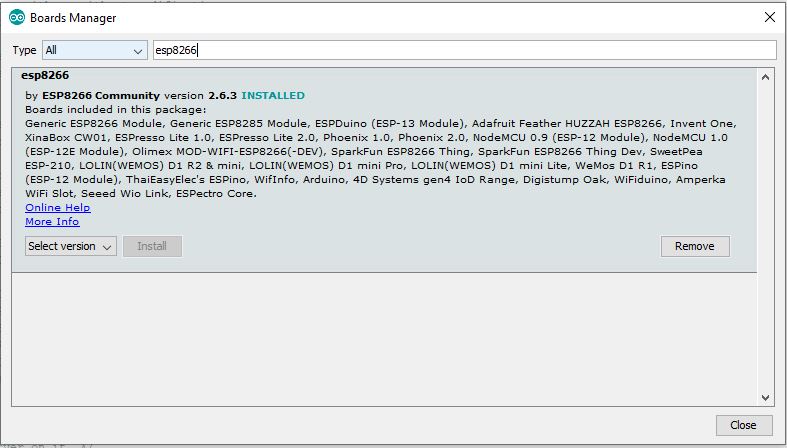 Boards Manager
Type All esp8266
esp8266
by ESP8266 Community version 2.6.3 INSTALLED
Boards included in this package:
Generic ESP8266 Module, Generic ESP8285 Module, ESPDuino (ESP-13 Module), Adafruit Feather HUZZAH ESP8266, Invent One,
XinaBox CW01, ESPresso Lite 1.0, ESPresso Lite 2.0, Phoenix 1.0, Phoenix 2.0, NodeMCU 0.9 (ESP-12 Module), NodeMCU 1.0
(ESP-12E Module), Olimex MOD-WIFI-ESP8266(-DEV), SparkFun ESP8266 Thing, SparkFun ESP8266 Thing Dev, SweetPea
ESP-210, LOLIN(WEMOS) D1 R2 & mini, LOLIN(WEMOS) D1 mini Pro, LOLIN(WEMOS) D1 mini Lite, WeMos D1 R1, ESPino
(ESP-12 Module), ThaiEasyElec's ESPino, WifInfo, Arduino, 4D Systems gen4 IoD Range, Digistump Oak, WiFiduino, Amperka
WiFi Slot, Seeed Wio Link, ESPectro Core.
Online Help
More Info
Select version Install Remove
Close